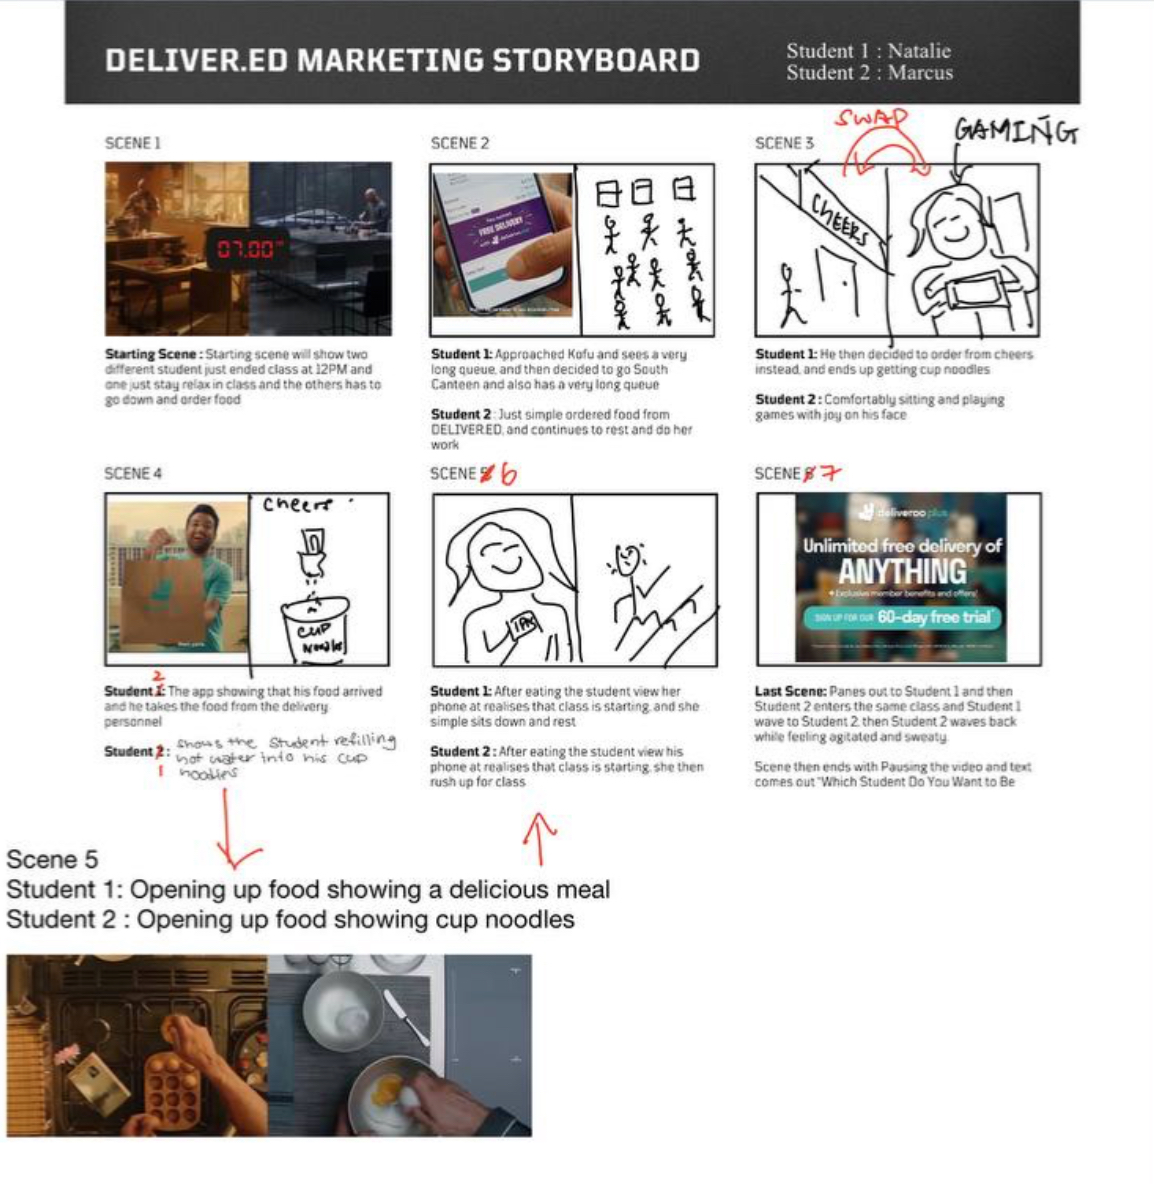 DELIVER.ED MARKETING STORYBOARD
Student 1 : Natalie
Student 2 : Marcus
SCENE 1
07.00
Starting Scene : Starting scene will show two
different student just ended class at 12PM and
one just stay relax in class and the others has to
go down and order food
SCENE 2
FREE DELIVERY
Student 1: Approached Kofu and sees a very
long queue, and then decided to go South
Canteen and also has a very long queue
Student 2 : Just simple ordered food from
DELIVER.ED, and continues to rest and do her
work
SCENE 3
SWAP
GAMING
CHEERS
Student 1: He then decided to order from cheers
instead, and ends up getting cup noodles
Student 2 : Comfortably sitting and playing
games with joy on his face
SCENE 4
cheers
CUP
Noodles
Student 2: The app showing that his food arrived
and he takes the food from the delivery
personnel
Student 1: shows the student refilling
hot water into his cup
noodles
SCENE 5 6
Student 1: After eating the student view her
phone at realises that class is starting, and she
simple sits down and rest
Student 2 : After eating the student view his
phone at realises that class is starting, she then
rush up for class
SCENE 6 7
deliveroo plus
Unlimited free delivery of
ANYTHING
+ Exclusive member benefits and offers!
SIGN UP FOR OUR 60-day free trial*
Last Scene: Panes out to Student 1 and then
Student 2 enters the same class and Student 1
wave to Student 2, then Student 2 waves back
while feeling agitated and sweaty.
Scene then ends with Pausing the video and text
comes out "Which Student Do You Want to Be
Scene 5
Student 1: Opening up food showing a delicious meal
Student 2 : Opening up food showing cup noodles